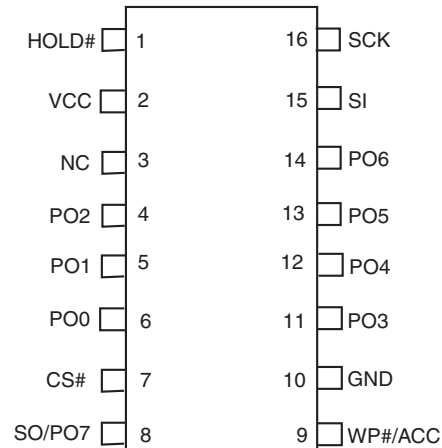 HOLD# 1 16 SCK
VCC 2 15 SI
NC 3 14 PO6
PO2 4 13 PO5
PO1 5 12 PO4
PO0 6 11 PO3
CS# 7 10 GND
SO/PO7 8 9 WP#/ACC